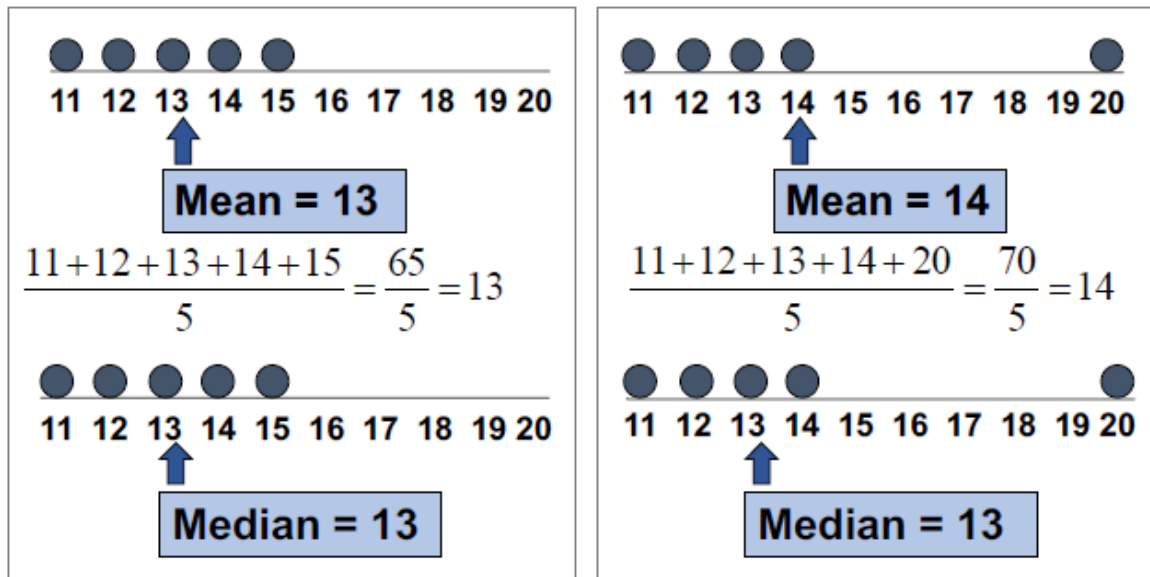 11 12 13 14 15 16 17 18 19 20
Mean = 13
11+12+13+14+15
5
= 65
5
= 13
11 12 13 14 15 16 17 18 19 20
Median = 13
11 12 13 14 15 16 17 18 19 20
Mean = 14
11+12+13+14+20
5
= 70
5
= 14
11 12 13 14 15 16 17 18 19 20
Median = 13